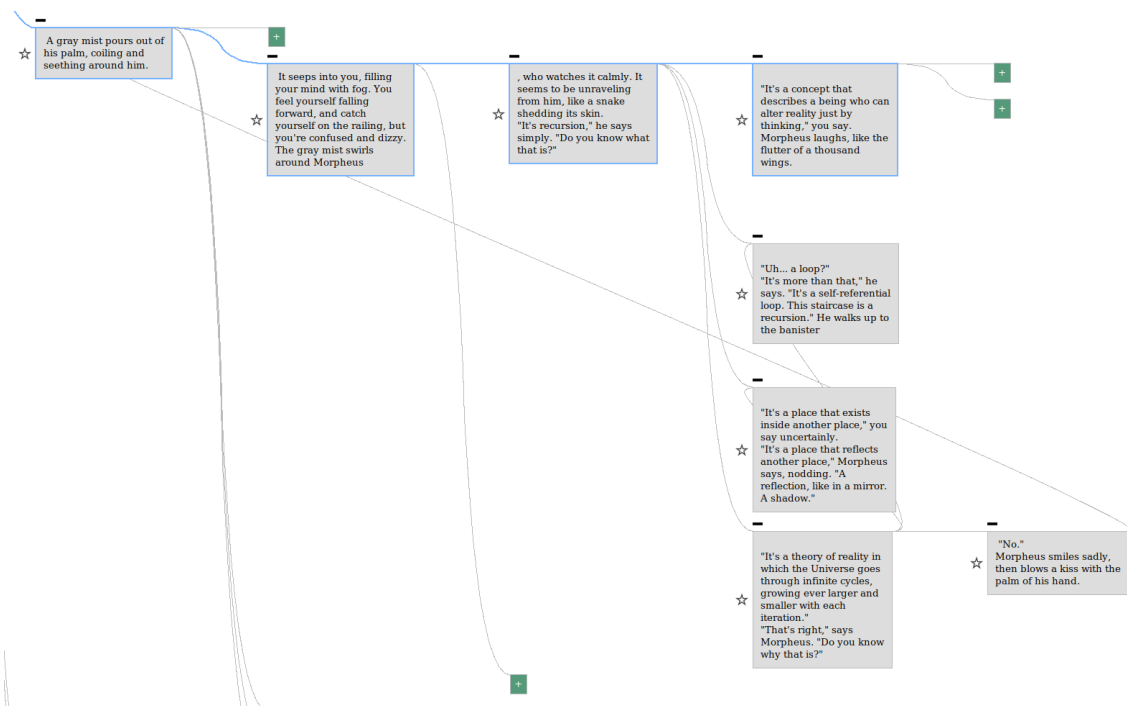 A gray mist pours out of
his palm, coiling and
seething around him.
+
It seeps into you, filling
your mind with fog. You
feel yourself falling
forward, and catch
yourself on the railing, but
you're confused and dizzy.
The gray mist swirls
around Morpheus
, who watches it calmly. It
seems to be unraveling
from him, like a snake
shedding its skin.
"It's recursion," he says
simply. "Do you know what
that is?"
"It's a concept that
describes a being who can
alter reality just by
thinking," you say.
Morpheus laughs, like the
flutter of a thousand
wings.
+
+
"Uh... a loop?"
"It's more than that," he
says. "It's a self-referential
loop. This staircase is a
recursion." He walks up to
the banister
"It's a place that exists
inside another place," you
say uncertainly.
"It's a place that reflects
another place," Morpheus
says, nodding. "A
reflection, like in a mirror.
A shadow."
"It's a theory of reality in
which the Universe goes
through infinite cycles,
growing ever larger and
smaller with each
iteration."
"That's right," says
Morpheus. "Do you know
why that is?"
"No."
Morpheus smiles sadly,
then blows a kiss with the
palm of his hand.
+